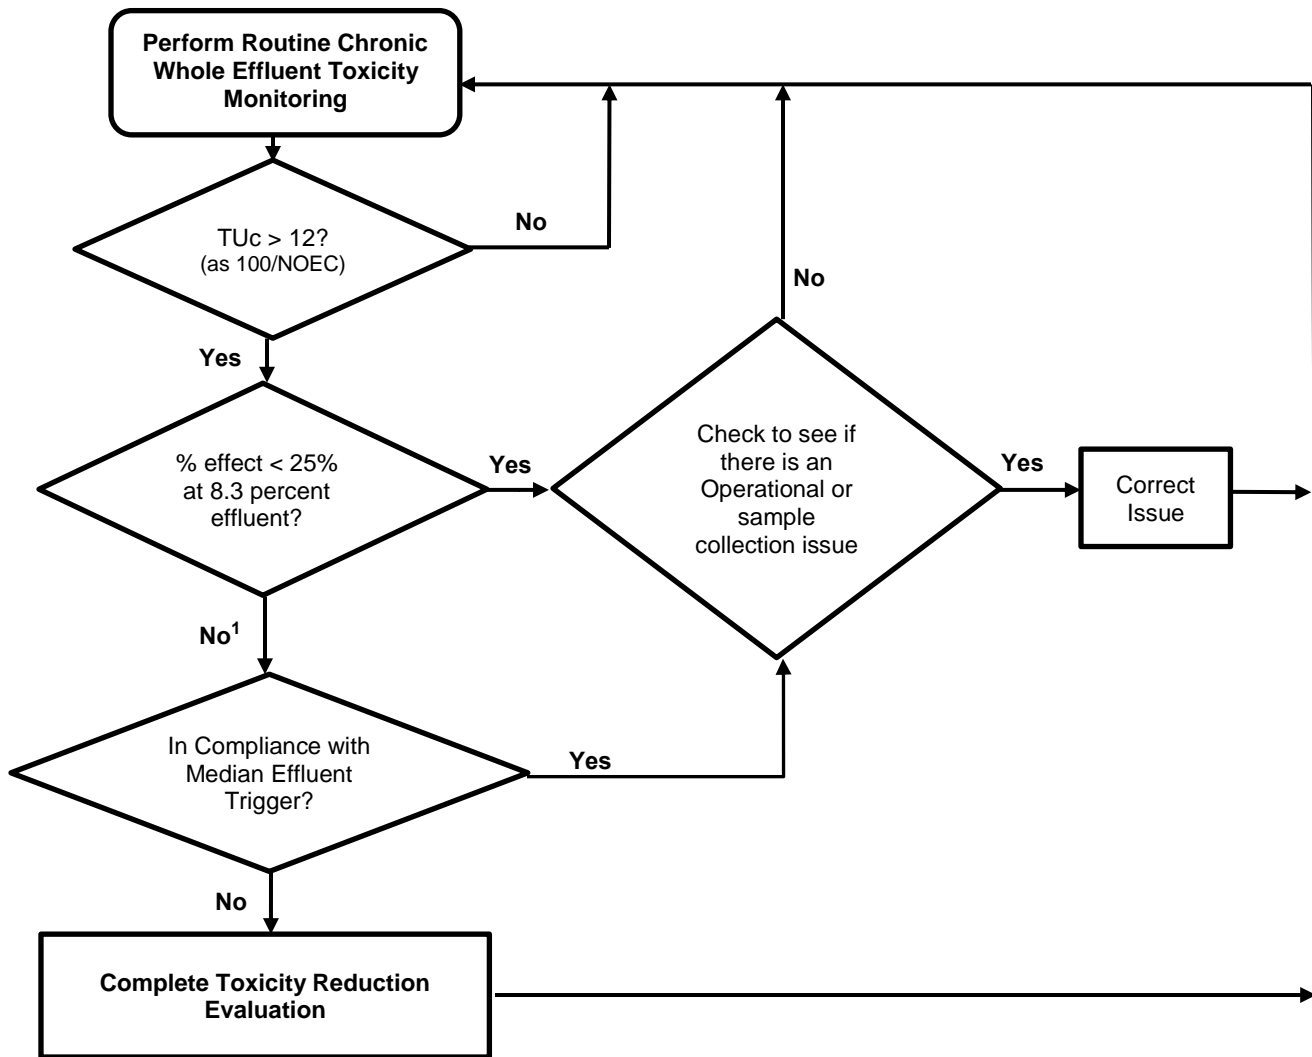 Perform Routine Chronic
Whole Effluent Toxicity
Monitoring
TUc > 12?
(as 100/NOEC)
No
Yes
% effect < 25%
at 8.3 percent
effluent?
Yes
No¹
Check to see if
there is an
Operational or
sample
collection issue
No
Yes
Correct
Issue
In Compliance with
Median Effluent
Trigger?
Yes
No
Complete Toxicity Reduction
Evaluation